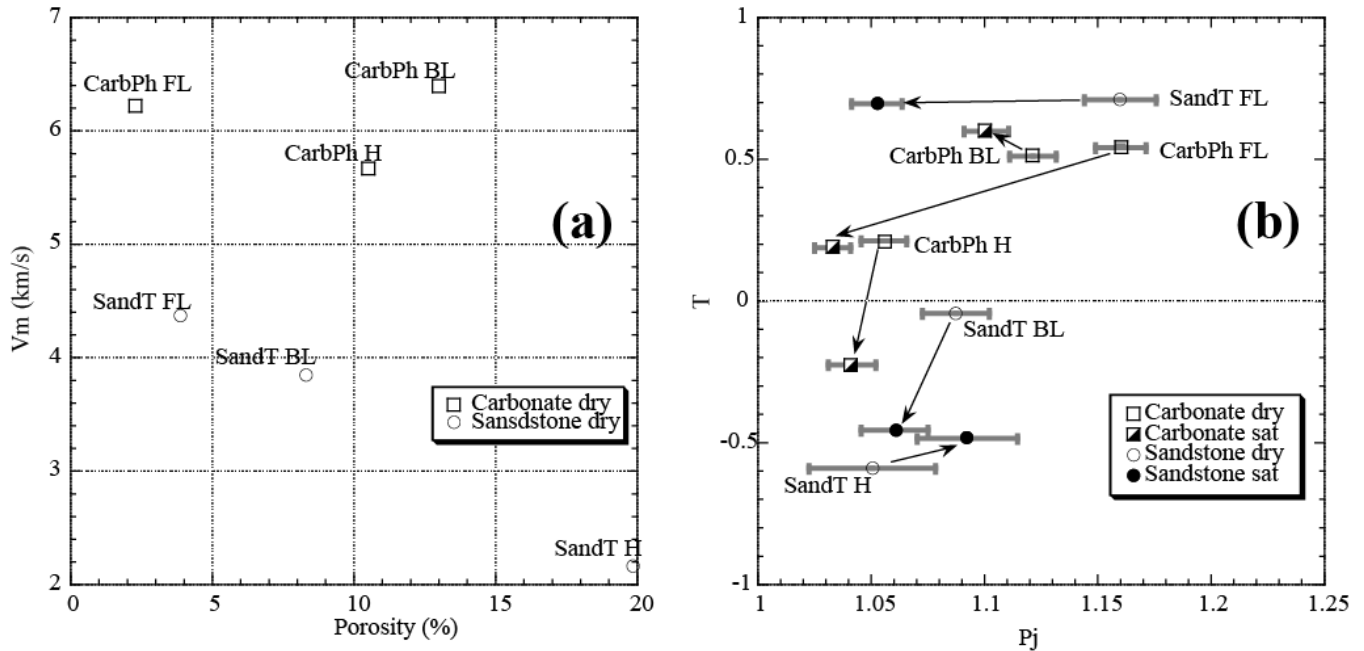 7
6
5
4
3
2
Vm (km/s)
CarbPh FL
CarbPh BL
CarbPh H
(a)
SandT FL
SandT BL
SandT H
Carbonate dry
Sansdstone dry
0
5
10
15
20
Porosity (%)
1
0.5
0
-0.5
-1
T
SandT FL
CarbPh BL
CarbPh FL
(b)
CarbPh H
SandT BL
SandT H
Carbonate dry
Carbonate sat
Sandstone dry
Sandstone sat
1
1.05
1.1
1.15
1.2
1.25
Pj